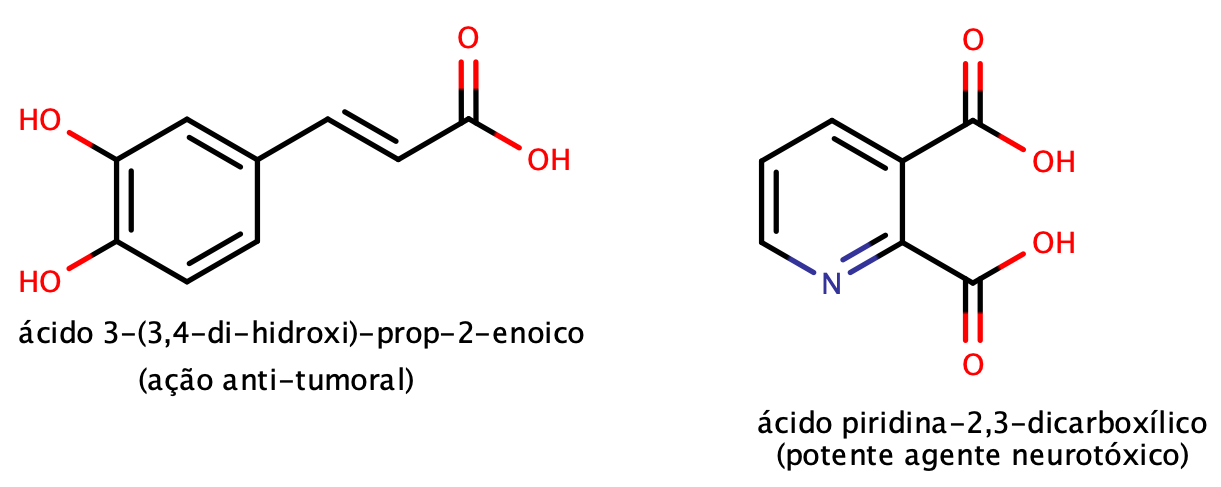 O
HO
OH
HO
ácido 3-(3,4-di-hidroxi)-prop-2-enoico
(ação anti-tumoral)
O
OH
OH
N
O
ácido piridina-2,3-dicarboxílico
(potente agente neurotóxico)